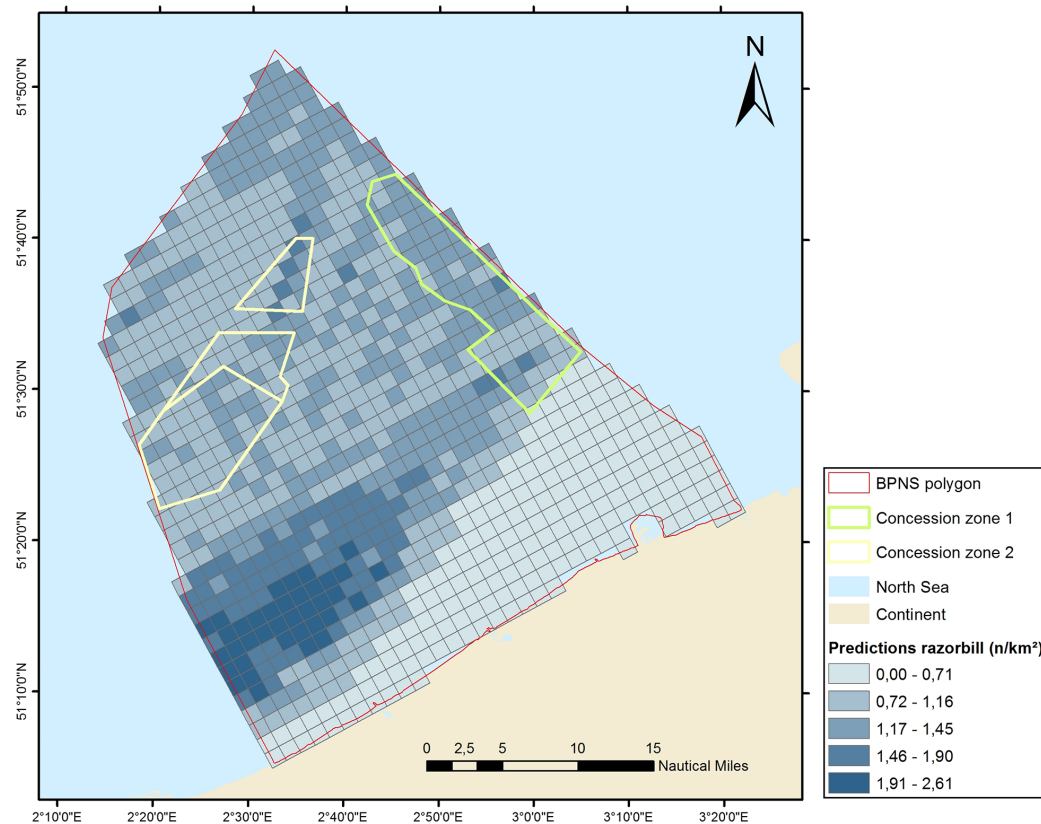 N
51°50'0"N
51°40'0"N
51°30'0"N
51°20'0"N
51°10'0"N
2°10'0"E 2°20'0"E 2°30'0"E 2°40'0"E 2°50'0"E 3°0'0"E 3°10'0"E 3°20'0"E
0 2,5 5 10 15
Nautical Miles
BPNS polygon
Concession zone 1
Concession zone 2
North Sea
Continent
Predictions razorbill (n/km²)
0,00 - 0,71
0,72 - 1,16
1,17 - 1,45
1,46 - 1,90
1,91 - 2,61